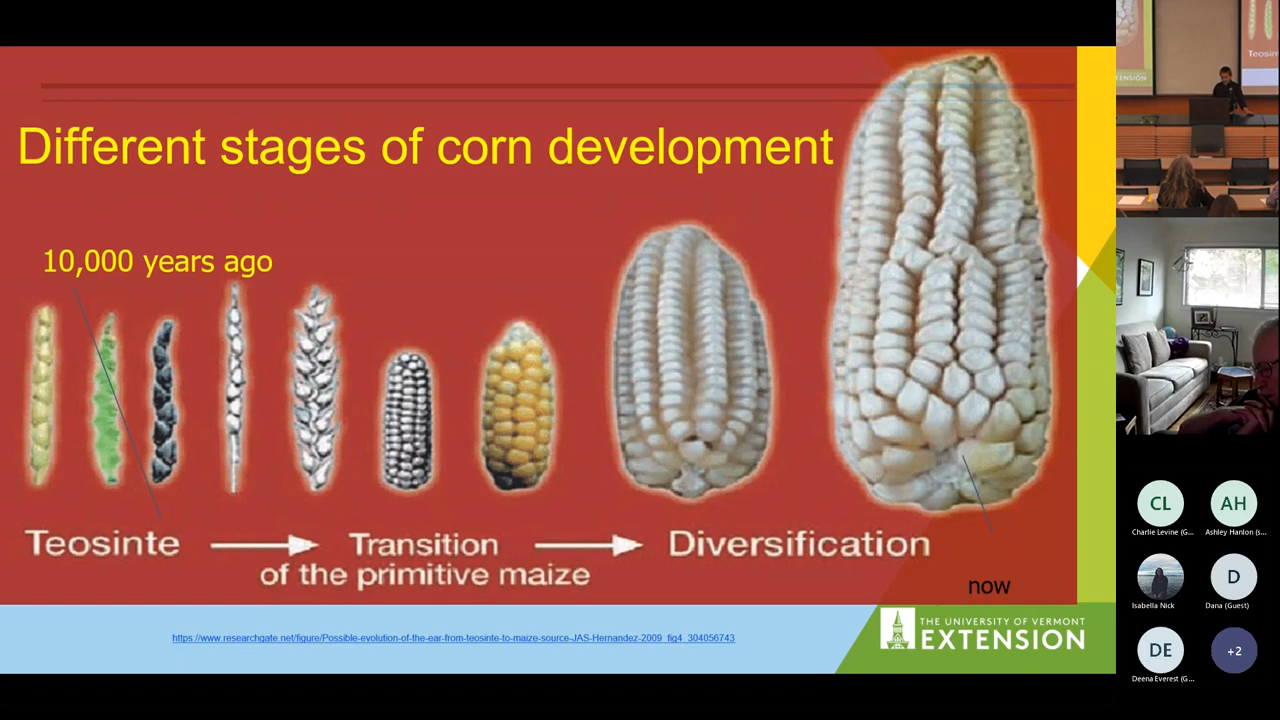 Different stages of corn development
10,000 years ago
Teosinte
Transition
of the primitive maize
Diversification
now
https://www.researchgate.net/figure/Possible-evolution-of-the-ear-from-teosinte-to-maize-source-JAS-Hernandez-2009_fig4_304056743
THE UNIVERSITY OF VERMONT
EXTENSION
TENSION
Teosin
CL
Charlie Levine (G...
AH
Ashley Hanlon (s...
Isabella Nick
D
Dana (Guest)
DE
Deena Everest (G...
+2